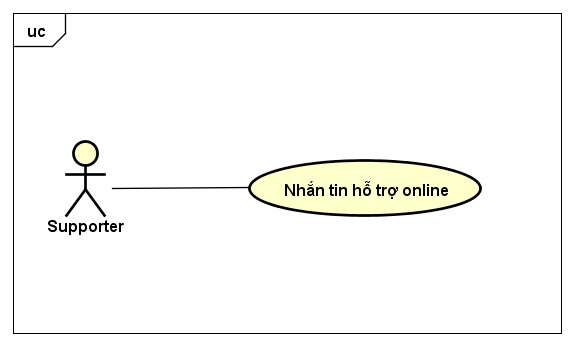 uc
Nhắn tin hỗ trợ online
Supporter